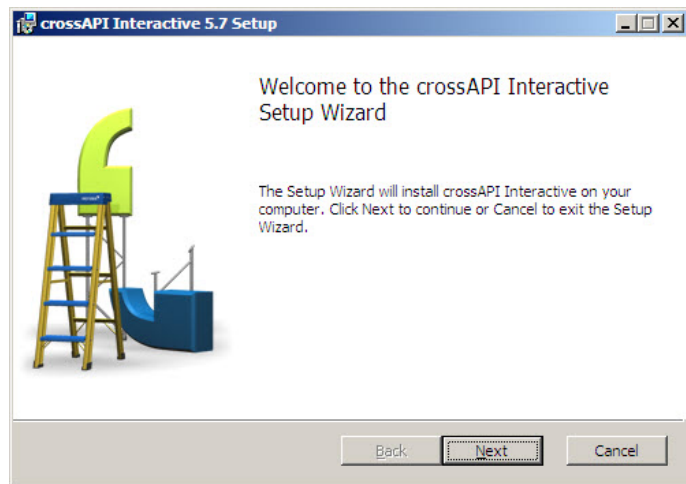 crossAPI Interactive 5.7 Setup
Welcome to the crossAPI Interactive
Setup Wizard
The Setup Wizard will install crossAPI Interactive on your
computer. Click Next to continue or Cancel to exit the Setup
Wizard.
Back Next Cancel